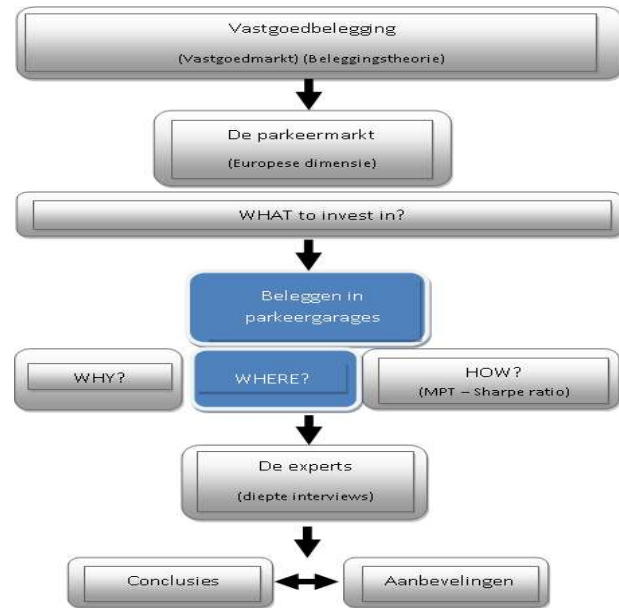 Vastgoedbelegging
(Vastgoedmarkt) (Beleggingstheorie)
De parkeermarkt
(Europese dimensie)
WHAT to invest in?
Beleggen in
parkeergarages
WHY?
WHERE?
HOW?
(MPT – Sharpe ratio)
De experts
(diepte interviews)
Conclusies
Aanbevelingen